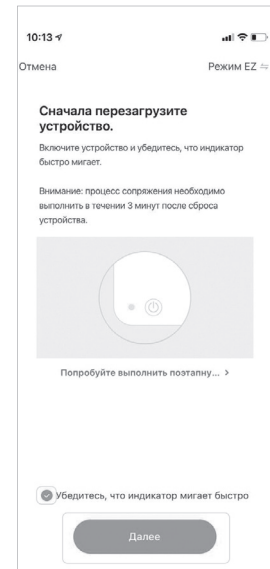 10:13
Отмена
Режим EZ
Сначала перезагрузите
устройство.
Включите устройство и убедитесь, что индикатор
быстро мигает.
Внимание: процесс сопряжения необходимо
выполнить в течении 3 минут после сброса
устройства.
Попробуйте выполнить поэтапну... >
Убедитесь, что индикатор мигает быстро
Далее